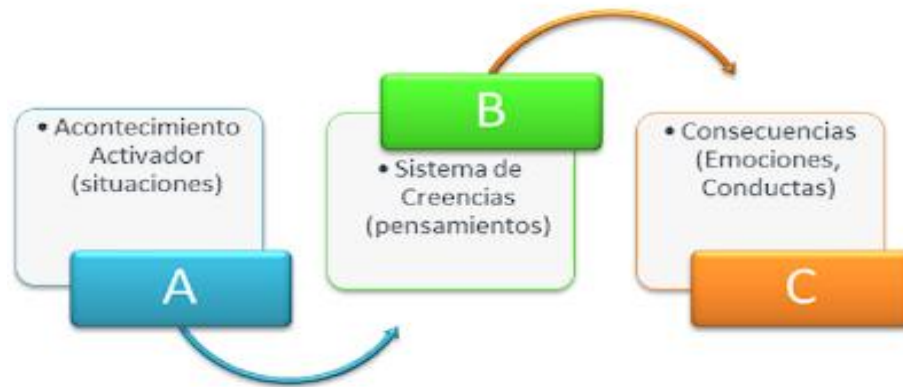 • Acontecimiento
Activador
(situaciones)
A
B
• Sistema de
Creencias
(pensamientos)
• Consecuencias
(Emociones,
Conductas)
C